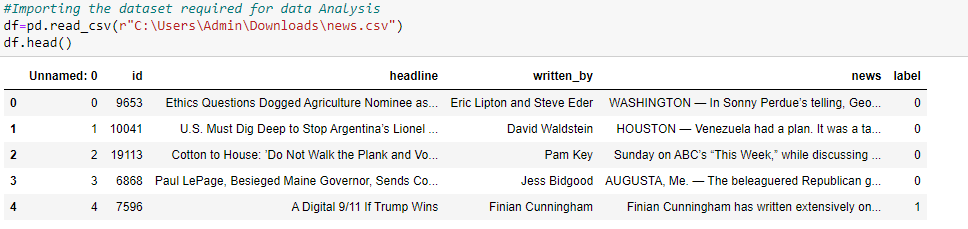 #Importing the dataset required for data Analysis
df=pd.read_csv(r"C:\Users\Admin\Downloads\news.csv")
df.head()
Unnamed: 0 id headline written_by news label
0 0 9653 Ethics Questions Dogged Agriculture Nominee as... Eric Lipton and Steve Eder WASHINGTON — In Sonny Perdue’s telling, Geo... 0
1 1 10041 U.S. Must Dig Deep to Stop Argentina’s Lionel ... David Waldstein HOUSTON — Venezuela had a plan. It was a ta... 0
2 2 19113 Cotton to House: ’Do Not Walk the Plank and Vo... Pam Key Sunday on ABC’s “This Week,” while discussing ... 0
3 3 6868 Paul LePage, Besieged Maine Governor, Sends Co... Jess Bidgood AUGUSTA, Me. — The beleaguered Republican g... 0
4 4 7596 A Digital 9/11 If Trump Wins Finian Cunningham Finian Cunningham has written extensively on... 1